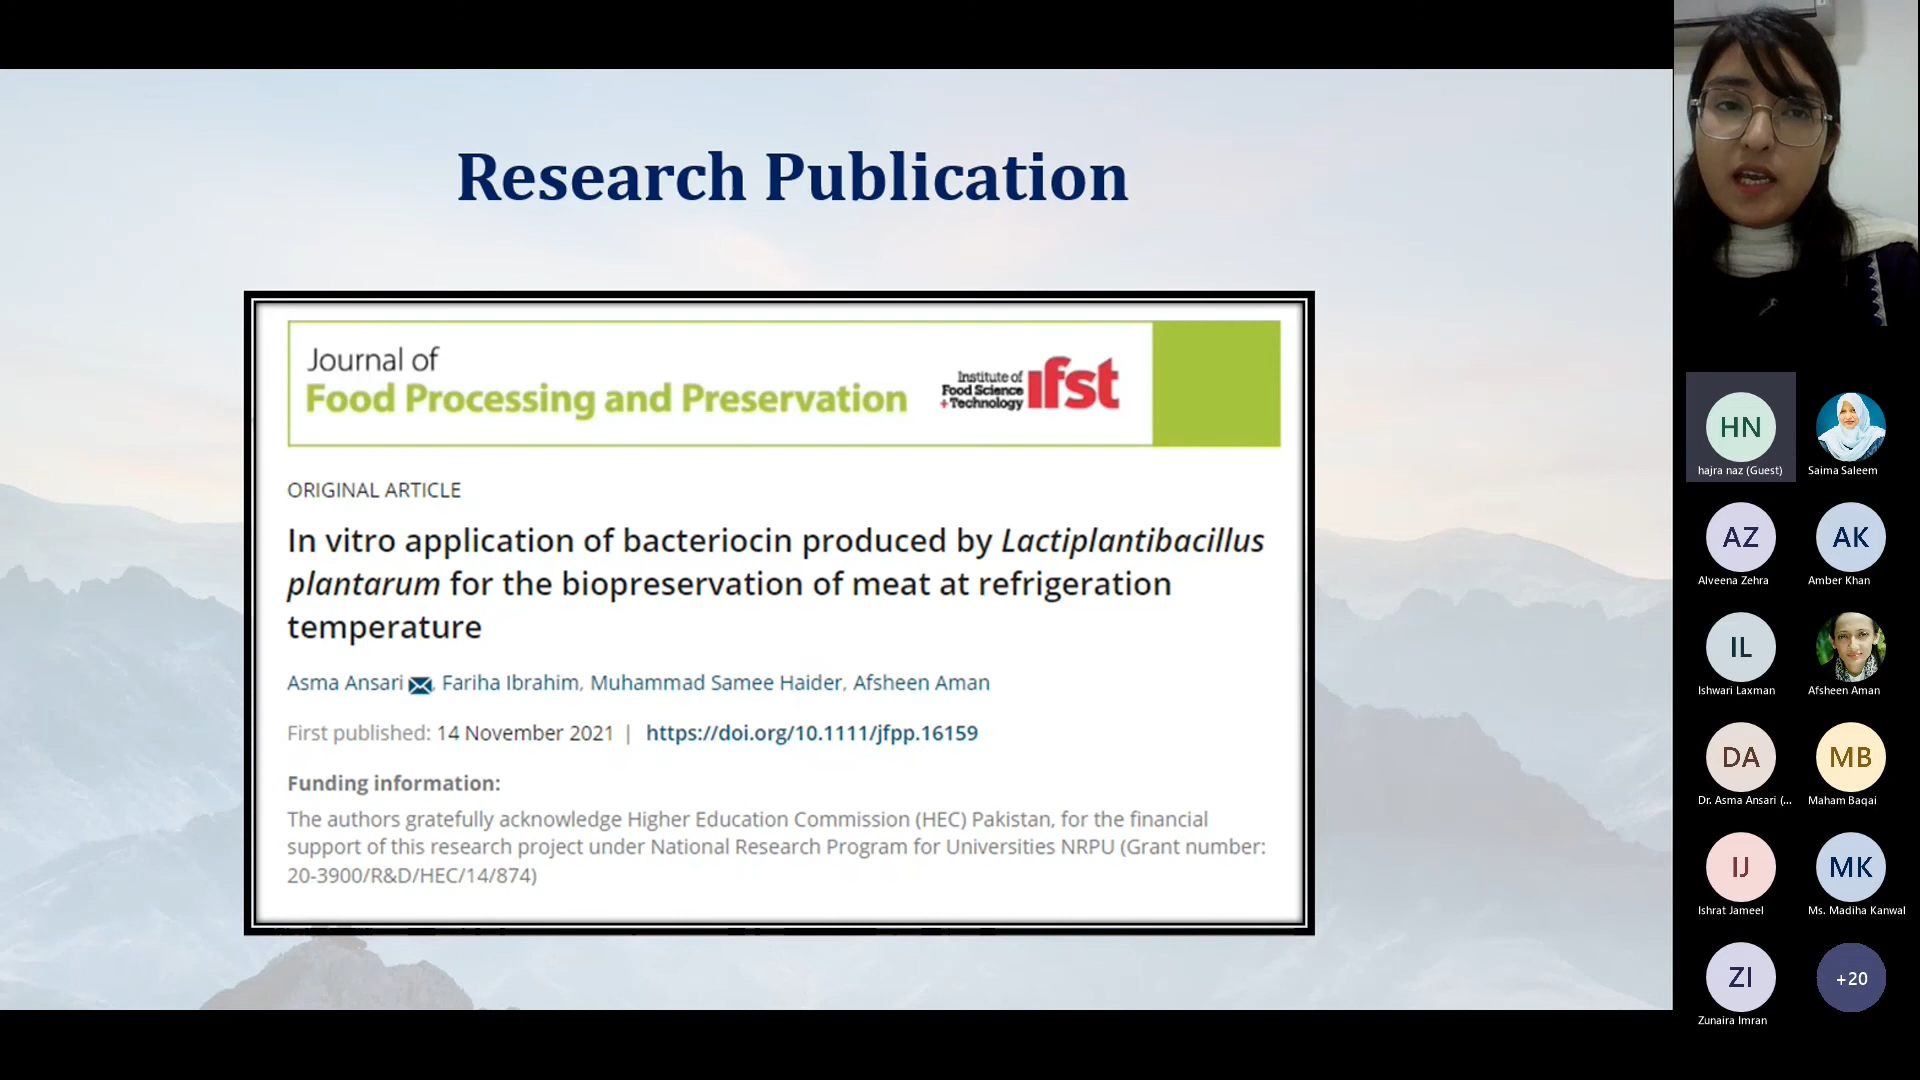 Research Publication
Journal of
Food Processing and Preservation
Institute of
Food Science
+Technology
ifst
ORIGINAL ARTICLE
In vitro application of bacteriocin produced by Lactiplantibacillus
plantarum for the biopreservation of meat at refrigeration
temperature
Asma Ansari, Fariha Ibrahim, Muhammad Samee Haider, Afsheen Aman
First published: 14 November 2021 | https://doi.org/10.1111/jfpp.16159
Funding information:
The authors gratefully acknowledge Higher Education Commission (HEC) Pakistan, for the financial
support of this research project under National Research Program for Universities NRPU (Grant number:
20-3900/R&D/HEC/14/874)
HN
hajra naz (Guest)
Saima Saleem
AZ
Alveena Zehra
AK
Amber Khan
IL
Ishwari Laxman
Afsheen Aman
DA
Dr. Asma Ansari (...
MB
Maham Baqai
IJ
Ishrat Jameel
MK
Ms. Madiha Kanwal
ZI
Zunaira Imran
+20